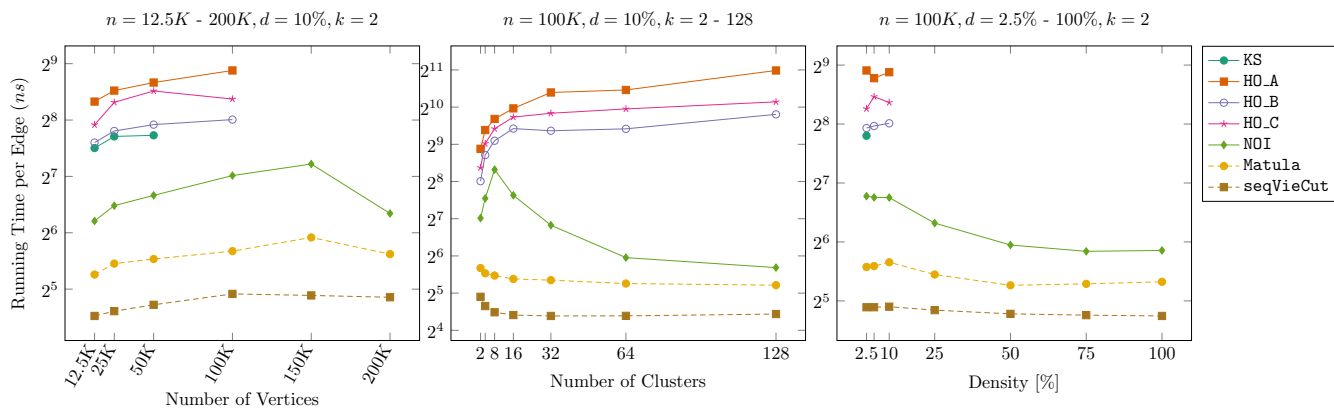 n = 12.5K - 200K, d = 10%, k = 2
n = 100K, d = 10%, k = 2 - 128
n = 100K, d = 2.5% - 100%, k = 2
Running Time per Edge (ns)
2^9
2^8
2^7
2^6
2^5
12.5K
25K
50K
100K
150K
200K
Number of Vertices
2^11
2^10
2^9
2^8
2^7
2^6
2^5
2^4
2 8 16 32 64 128
Number of Clusters
2^9
2^8
2^7
2^6
2^5
2.5 10 25 50 75 100
Density [%]
KS
HO_A
HO_B
HO_C
NOI
Matula
seqVieCut